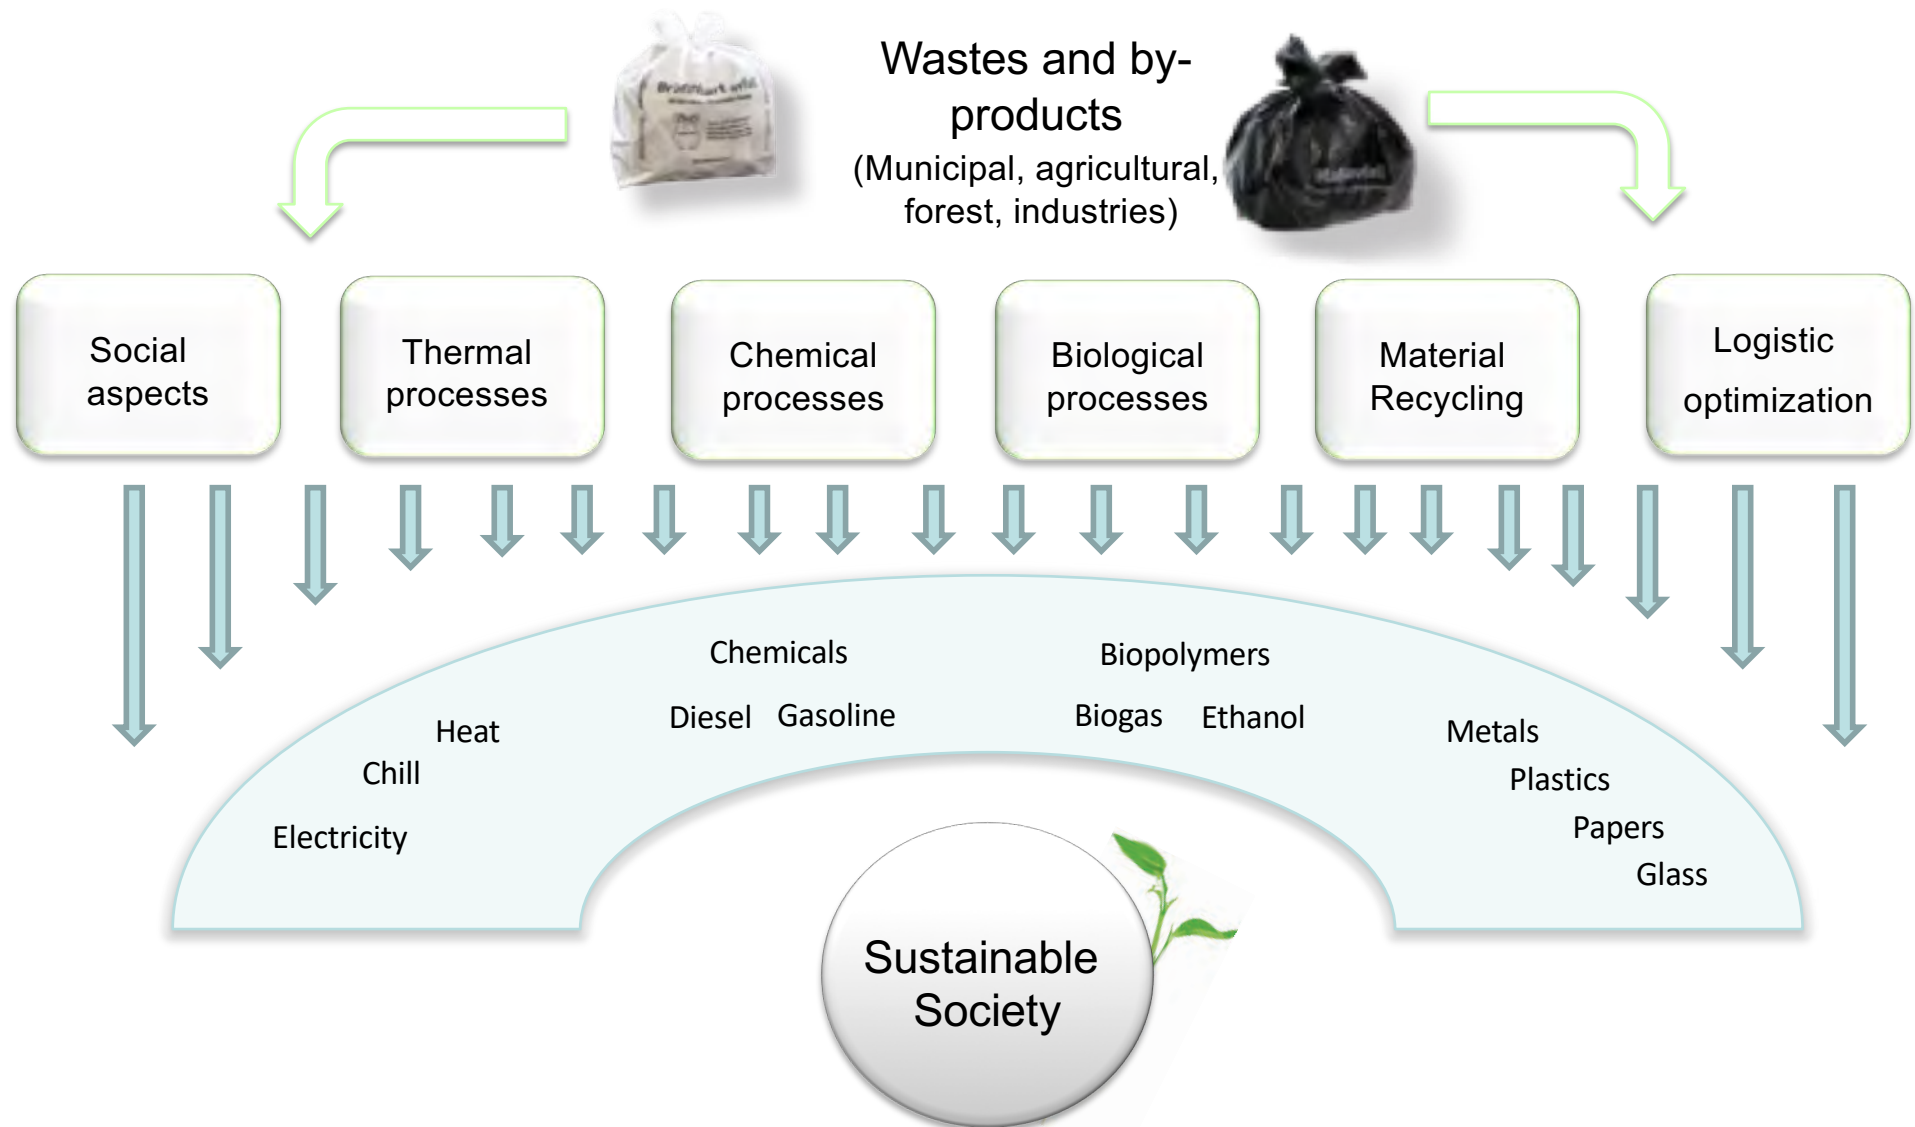 Wastes and by-
products
(Municipal, agricultural,
forest, industries)
Social
aspects
Thermal
processes
Chemical
processes
Biological
processes
Material
Recycling
Logistic
optimization
Chemicals
Biopolymers
Diesel Gasoline
Biogas Ethanol
Heat
Chill
Electricity
Metals
Plastics
Papers
Glass
Sustainable
Society